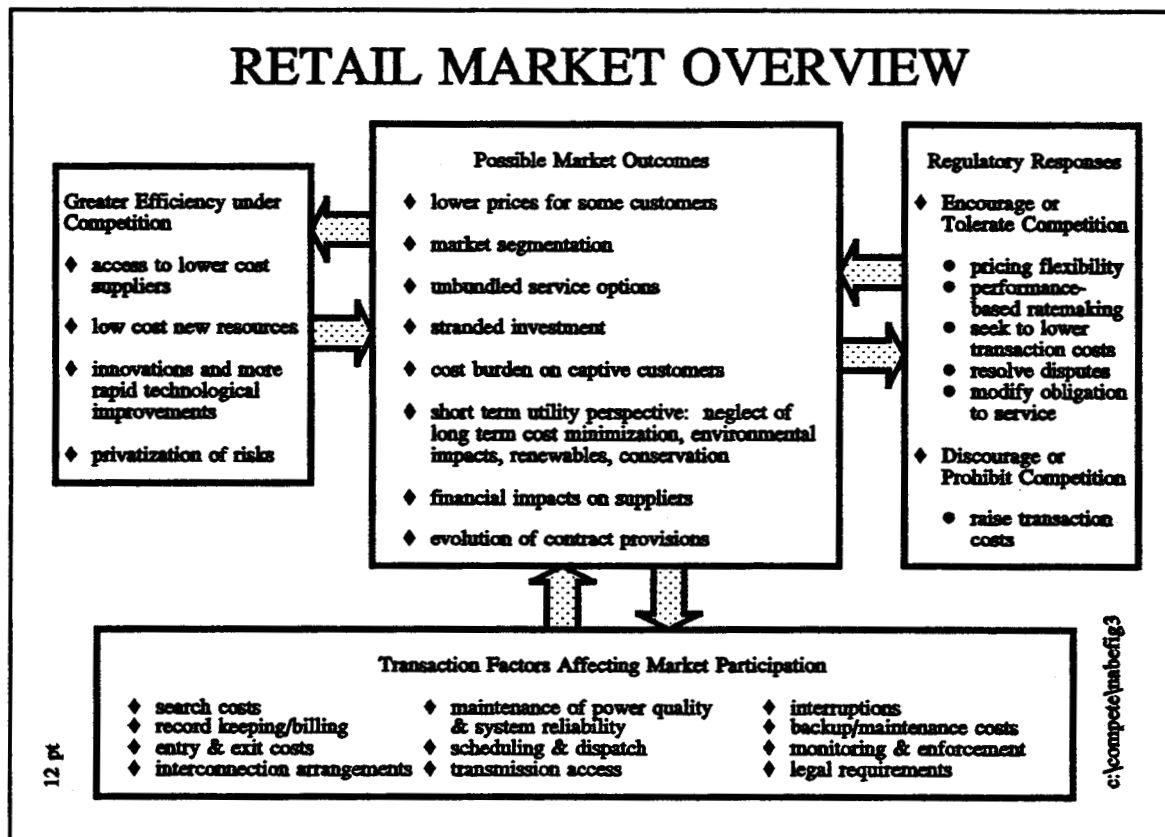 RETAIL MARKET OVERVIEW
Greater Efficiency under
Competition
♦ access to lower cost
suppliers
♦ low cost new resources
♦ innovations and more
rapid technological
improvements
♦ privatization of risks
Possible Market Outcomes
♦ lower prices for some customers
♦ market segmentation
♦ unbundled service options
♦ stranded investment
♦ cost burden on captive customers
♦ short term utility perspective: neglect of
long term cost minimization, environmental
impacts, renewables, conservation
♦ financial impacts on suppliers
♦ evolution of contract provisions
Regulatory Responses
♦ Encourage or
Tolerate Competition
● pricing flexibility
● performance-
based ratemaking
● seek to lower
transaction costs
● resolve disputes
● modify obligation
to service
♦ Discourage or
Prohibit Competition
● raise transaction
costs
Transaction Factors Affecting Market Participation
♦ search costs
♦ record keeping/billing
♦ entry & exit costs
♦ interconnection arrangements
♦ maintenance of power quality
& system reliability
♦ scheduling & dispatch
♦ transmission access
♦ interruptions
♦ backup/maintenance costs
♦ monitoring & enforcement
♦ legal requirements
12 pt
c:\compete\nabefig3